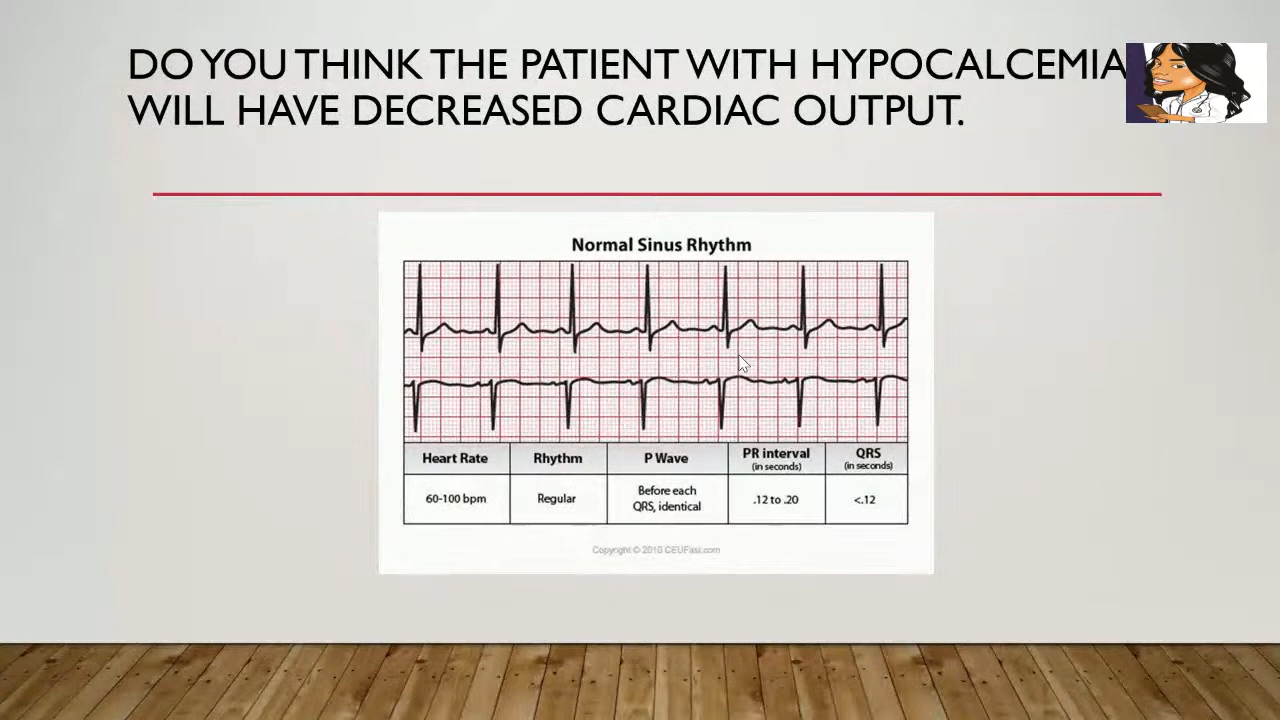 DO YOU THINK THE PATIENT WITH HYPOCALCEMIA
WILL HAVE DECREASED CARDIAC OUTPUT.
Normal Sinus Rhythm
Heart Rate
Rhythm
P Wave
PR interval
(in seconds)
QRS
(in seconds)
60-100 bpm
Regular
Before each
QRS, identical
.12 to .20
<.12
Copyright © 2010 CEUFast.com